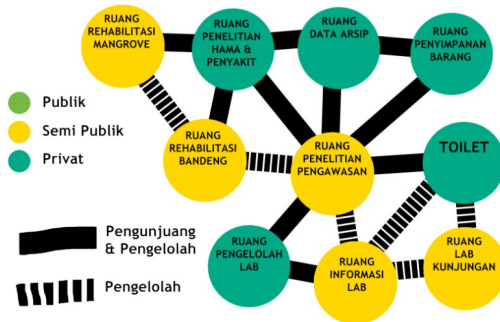 RUANG
REHABILITASI
MANGROVE
RUANG
PENELITIAN
HAMA &
PENYAKIT
RUANG
DATA ARSIP
RUANG
PENYIMPANAN
BARANG
Publik
Semi Publik
Privat
RUANG
REHABILITASI
BANDENG
RUANG
PENELITIAN
PENGAWASAN
TOILET
Pengunjuang
& Pengelolah
Pengelolah
RUANG
PENGELOLAH
LAB
RUANG
INFORMASI
LAB
RUANG
LAB
KUNJUNGAN